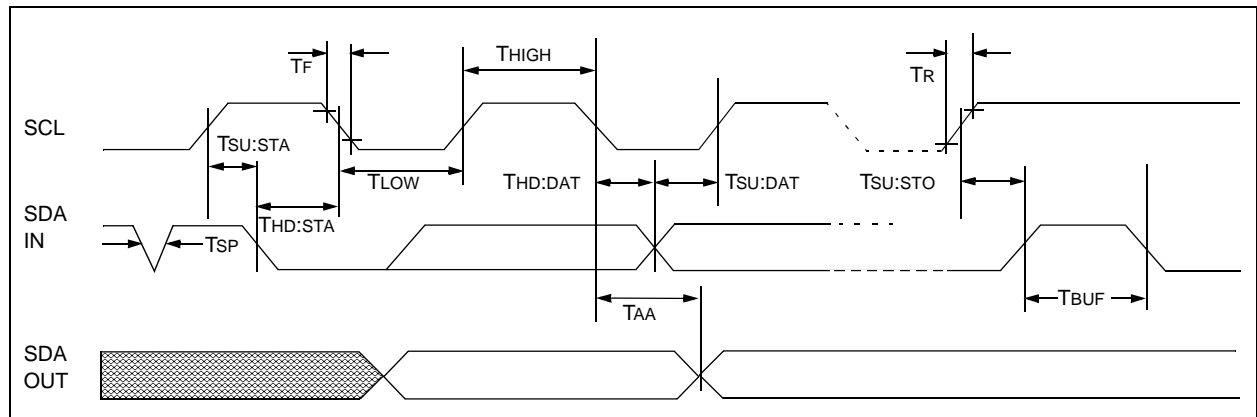 TF
THIGH
TR
SCL
TSU:STA
TLOW
THD:DAT
TSU:DAT
TSU:STO
THD:STA
SDA
IN
TSP
TAA
TBUF
SDA
OUT